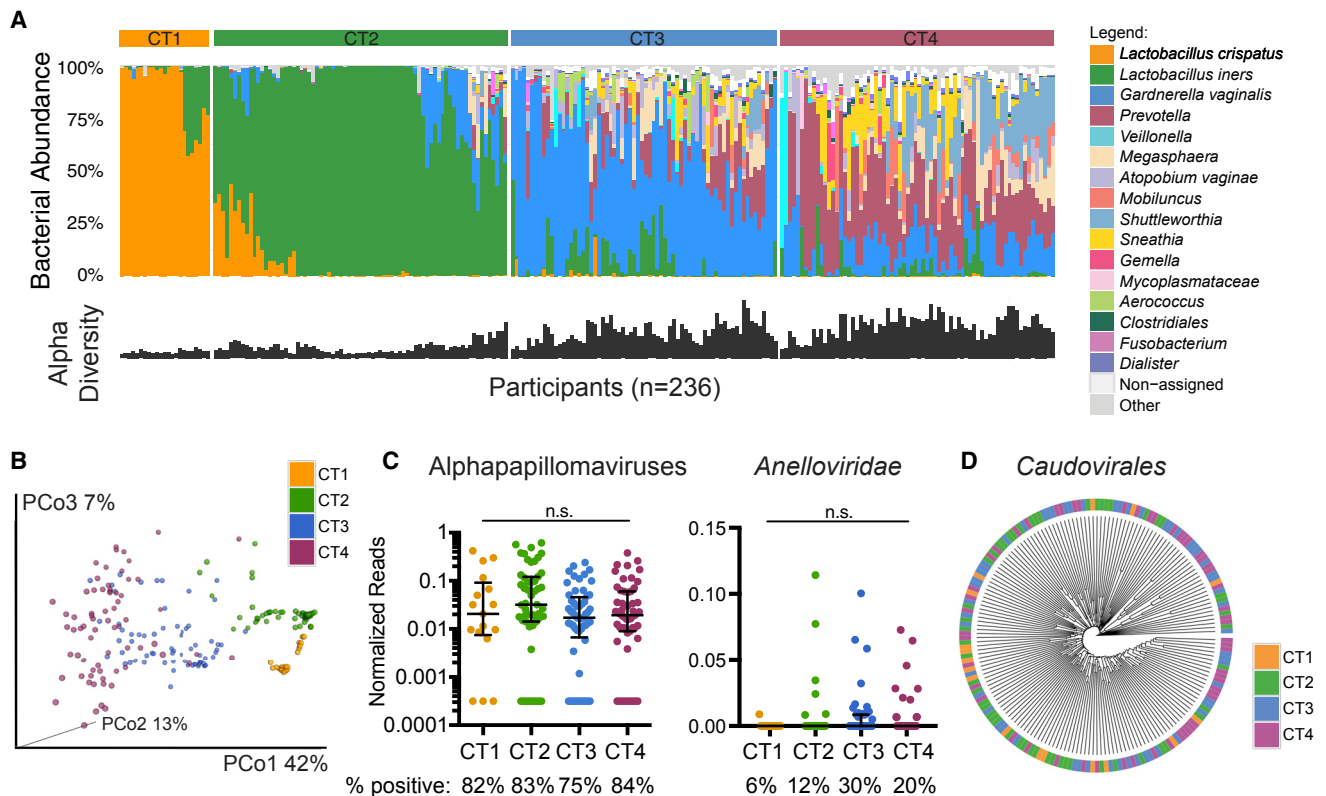 A
CT1 CT2 CT3 CT4
Bacterial Abundance
100%
75%
50%
25%
0%
Alpha
Diversity
Participants (n=236)
Legend:
Lactobacillus crispatus
Lactobacillus iners
Gardnerella vaginalis
Prevotella
Veillonella
Megasphaera
Atopobium vaginae
Mobiluncus
Shuttleworthia
Sneathia
Gemella
Mycoplasmataceae
Aerococcus
Clostridiales
Fusobacterium
Dialister
Non−assigned
Other
B
CT1
CT2
CT3
CT4
PCo3 7%
PCo2 13%
PCo1 42%
C
Alphapapillomaviruses
n.s.
Normalized Reads
1
0.1
0.01
0.001
0.0001
CT1 CT2 CT3 CT4
% positive: 82% 83% 75% 84%
Anelloviridae
n.s.
0.15
0.10
0.05
0.00
CT1 CT2 CT3 CT4
6% 12% 30% 20%
D
Caudovirales
CT1
CT2
CT3
CT4